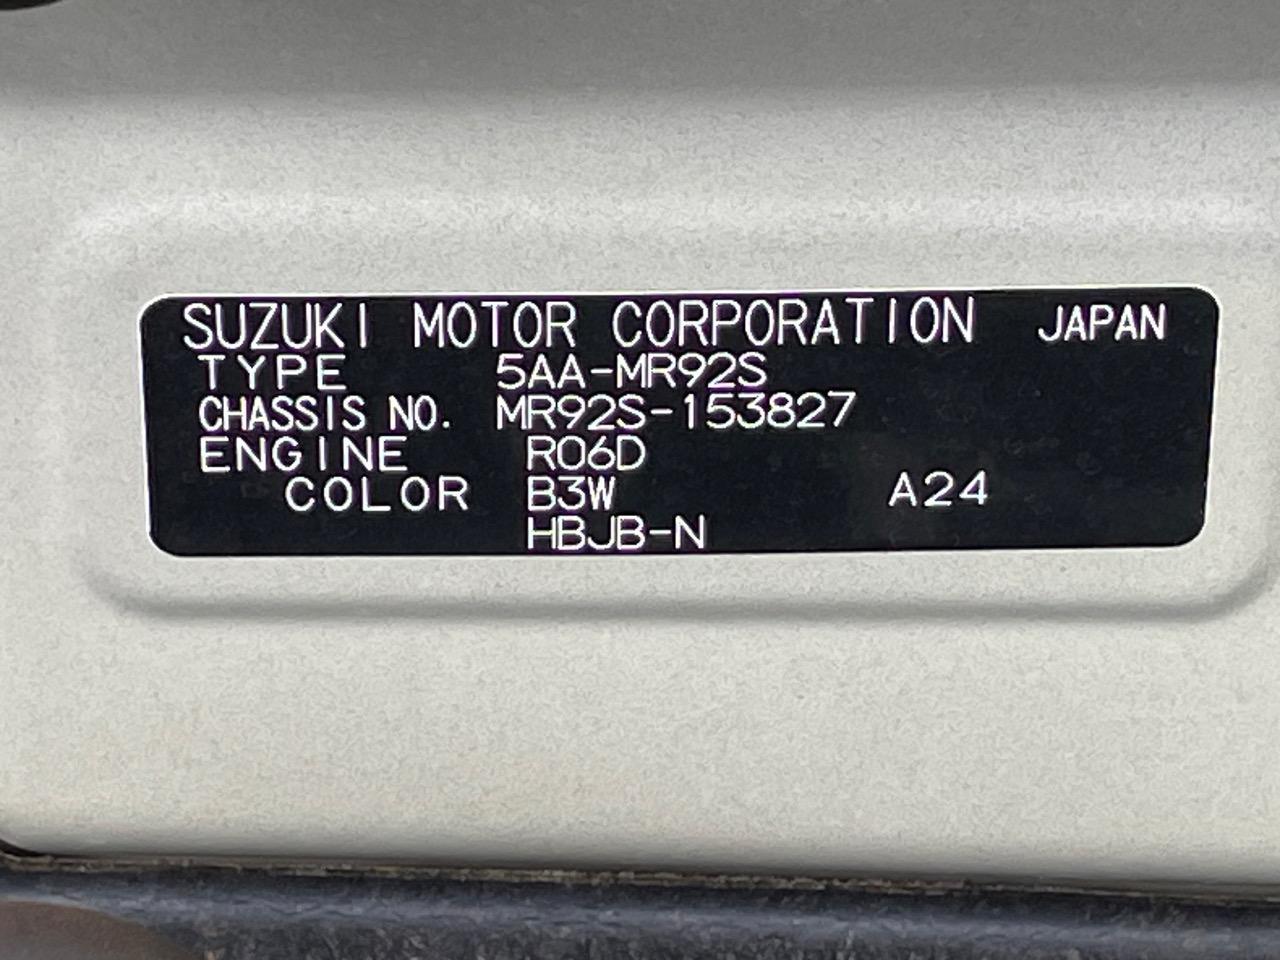 SUZUKI MOTOR CORPORATION JAPAN
TYPE 5AA-MR92S
CHASSIS NO. MR92S-153827
ENGINE R06D
COLOR B3W A24
HBJB-N